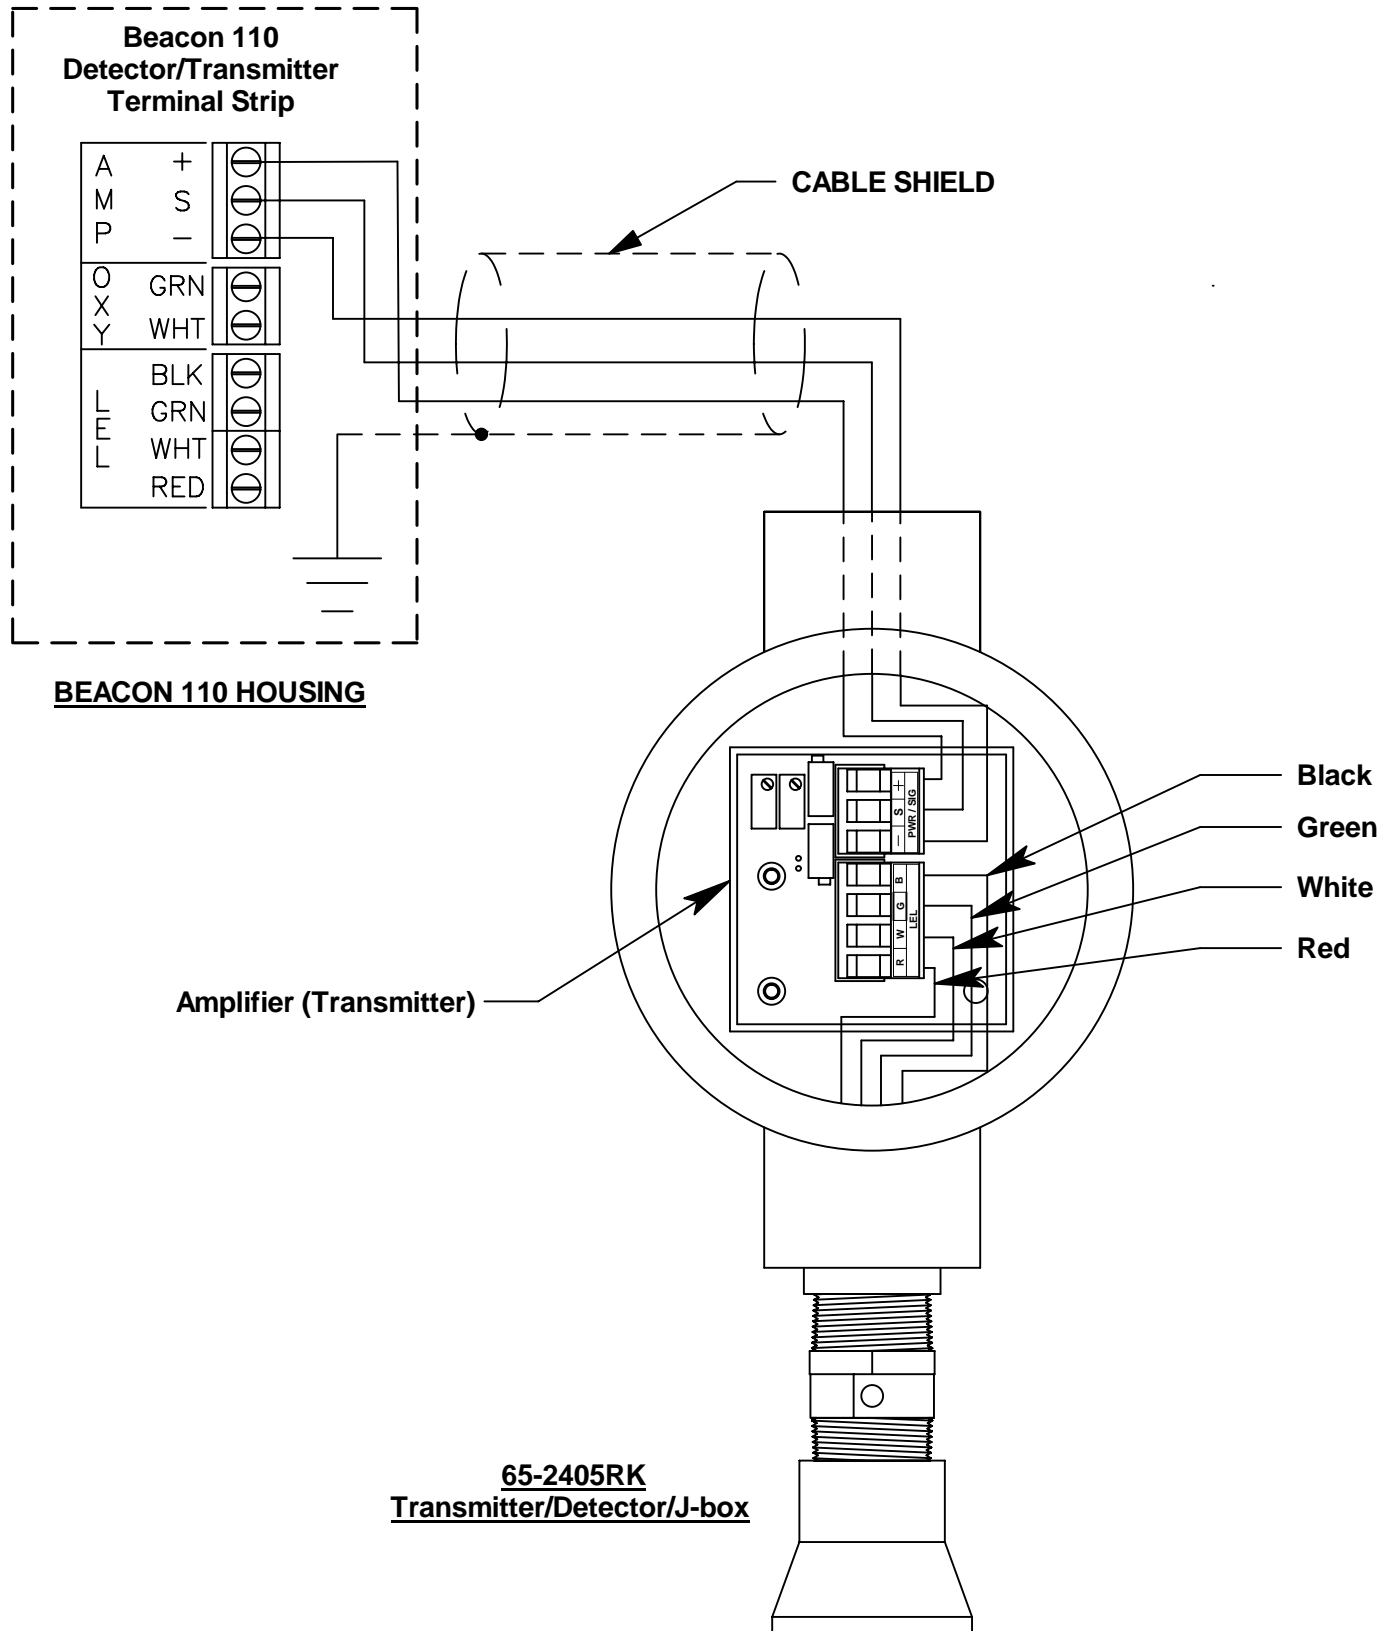 Beacon 110
Detector/Transmitter
Terminal Strip
A
M
P
+
S
−
O
X
Y
GRN
WHT
L
E
L
BLK
GRN
WHT
RED
CABLE SHIELD
BEACON 110 HOUSING
+
S
−
PWR / SIG
B
G
W
R
LEL
Black
Green
White
Red
Amplifier (Transmitter)
65-2405RK
Transmitter/Detector/J-box